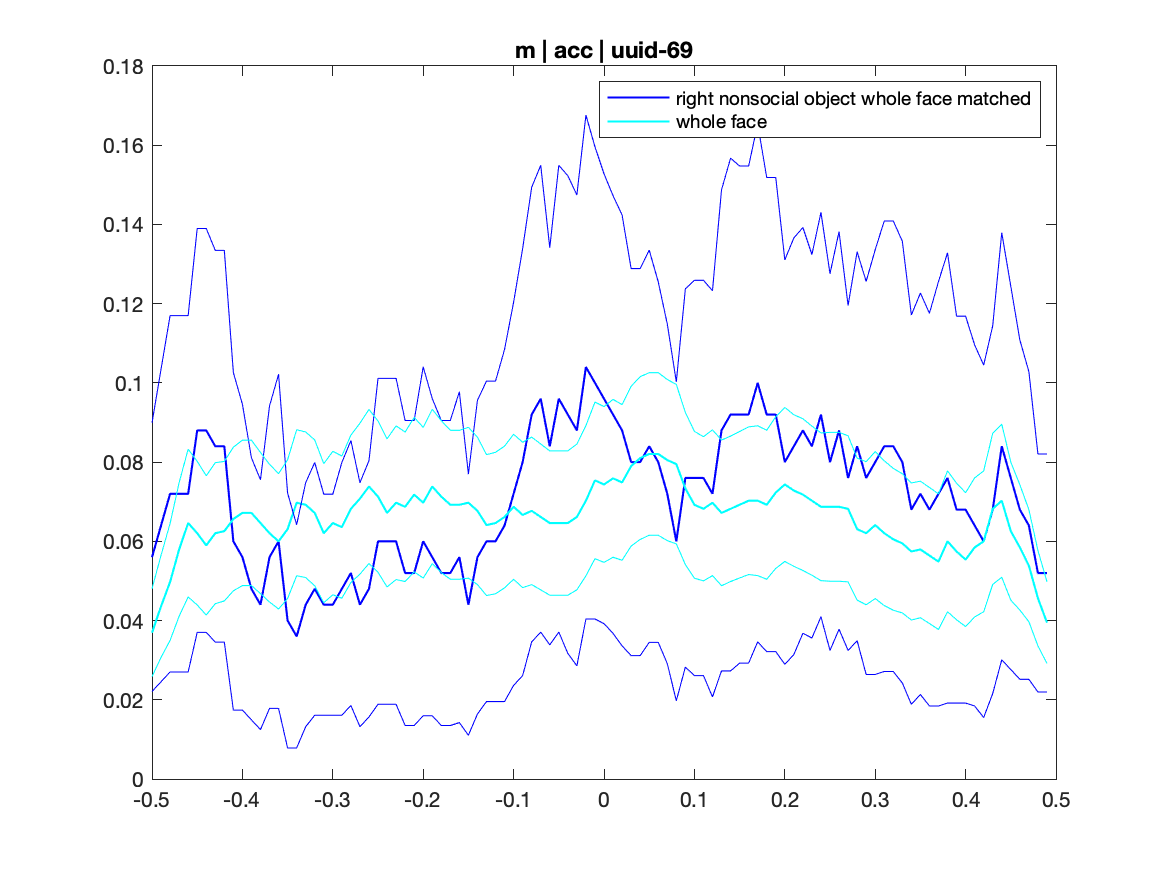 m | acc | uuid-69
0.18
0.16
0.14
0.12
0.1
0.08
0.06
0.04
0.02
0
right nonsocial object whole face matched
whole face
-0.5 -0.4 -0.3 -0.2 -0.1 0 0.1 0.2 0.3 0.4 0.5